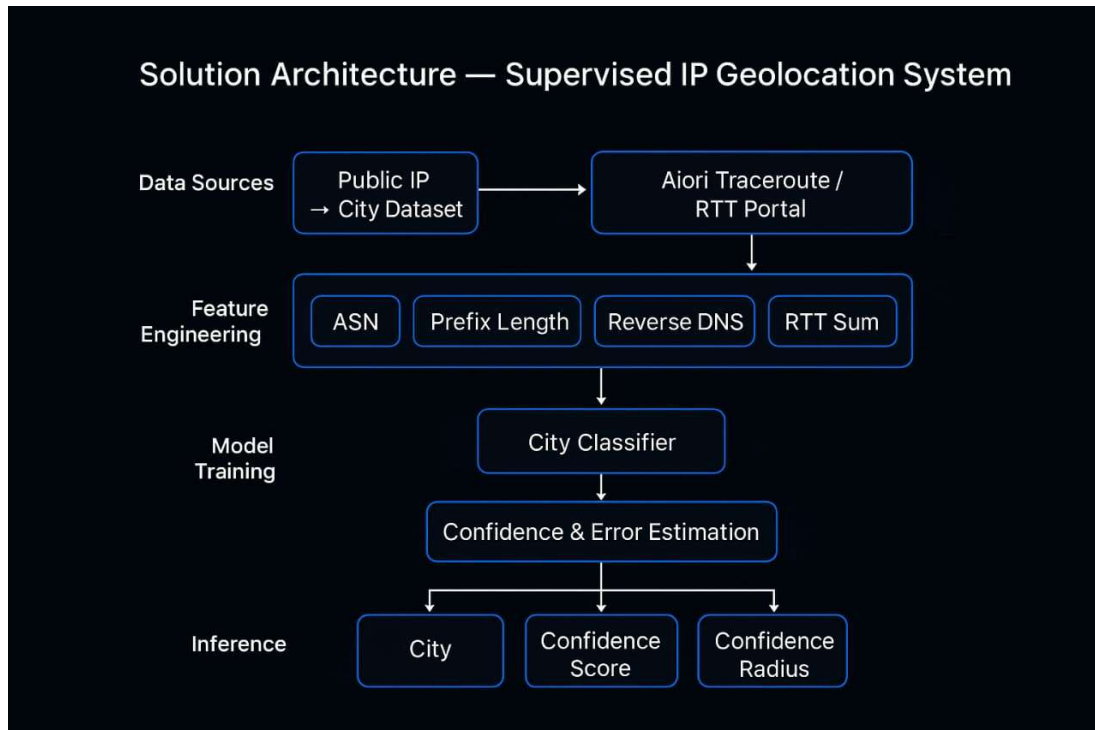 Solution Architecture — Supervised IP Geolocation System
Data Sources
Public IP
→ City Dataset
Aiori Traceroute /
RTT Portal
Feature
Engineering
ASN
Prefix Length
Reverse DNS
RTT Sum
Model
Training
City Classifier
Confidence & Error Estimation
Inference
City
Confidence
Score
Confidence
Radius